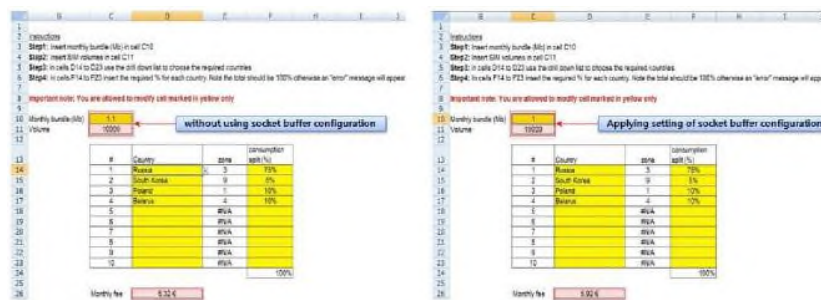 Instructions
Step1: Insert monthly bundle (Mb) in cell C10
Step2: Insert SIM volumes in cell C11
Step3: in cells D14 to D23 use the drill down list to choose the required countries
Step4: in cells F14 to F23 insert the required % for each country. Note the total should be 100% otherwise an "error" message will appear
Important note: You are allowed to modify cell marked in yellow only
Monthly bundle (Mb) 1.1
Volume 10000
without using socket buffer configuration
# Country zone consumption split (%)
1 Russia 3 75%
2 South Korea 9 5%
3 Poland 1 10%
4 Belarus 4 10%
5 #N/A
6 #N/A
7 #N/A
8 #N/A
9 #N/A
10 #N/A
100%
Monthly fee
Instructions
Step1: Insert monthly bundle (Mb) in cell C10
Step2: Insert SIM volumes in cell C11
Step3: in cells D14 to D23 use the drill down list to choose the required countries
Step4: in cells F14 to F23 insert the required % for each country. Note the total should be 100% otherwise an "error" message will app
Important note: You are allowed to modify cell marked in yellow only
Monthly bundle (Mb) 1
Volume 10000
Applying setting of socket buffer configuration
# Country zone consumption split (%)
1 Russia 3 75%
2 South Korea 9 5%
3 Poland 1 10%
4 Belarus 4 10%
5 #N/A
6 #N/A
7 #N/A
8 #N/A
9 #N/A
10 #N/A
100%
Monthly fee